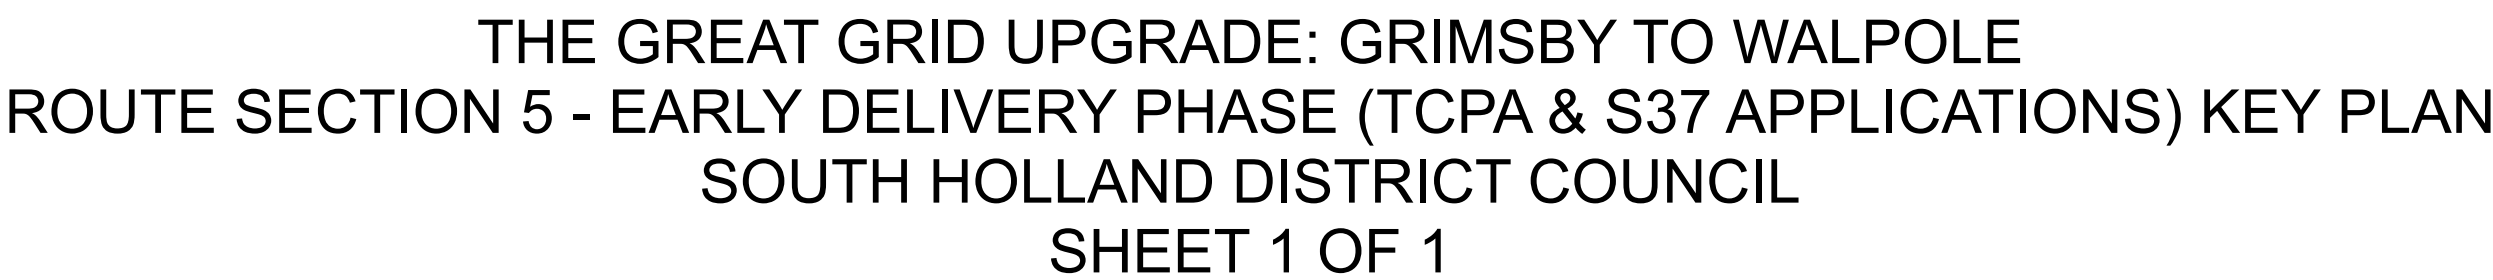 THE GREAT GRID UPGRADE: GRIMSBY TO WALPOLE
ROUTE SECTION 5 - EARLY DELIVERY PHASE (TCPA & S37 APPLICATIONS) KEY PLAN
SOUTH HOLLAND DISTRICT COUNCIL
SHEET 1 OF 1